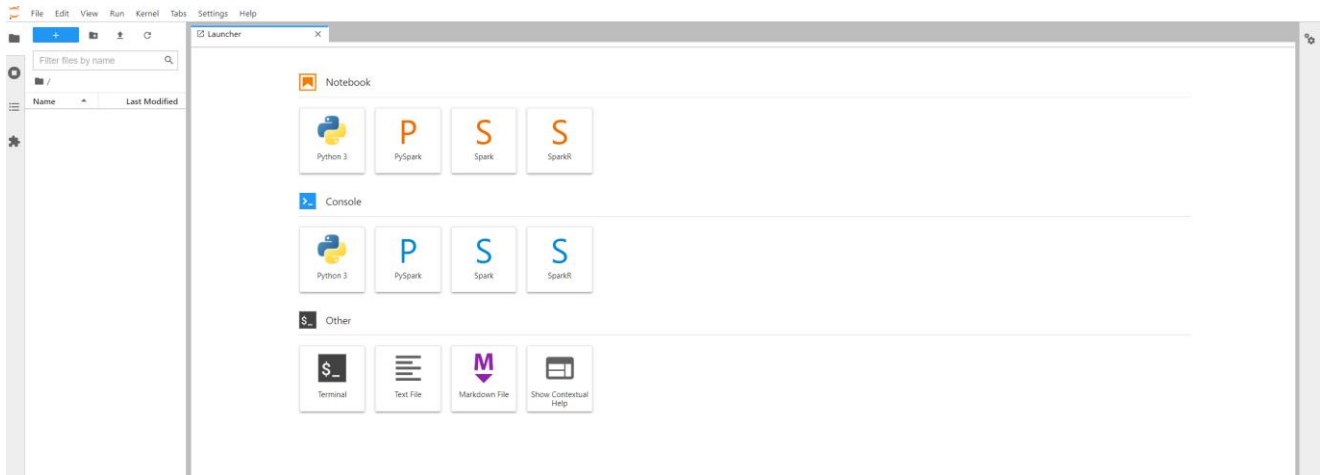 File Edit View Run Kernel Tabs Settings Help
+
Filter files by name
/
Name Last Modified
Launcher
Notebook
Python 3 PySpark Spark SparkR
P S S
Console
Python 3 PySpark Spark SparkR
P S S
$_ Other
$_ M
Terminal Text File Markdown File Show Contextual
Help